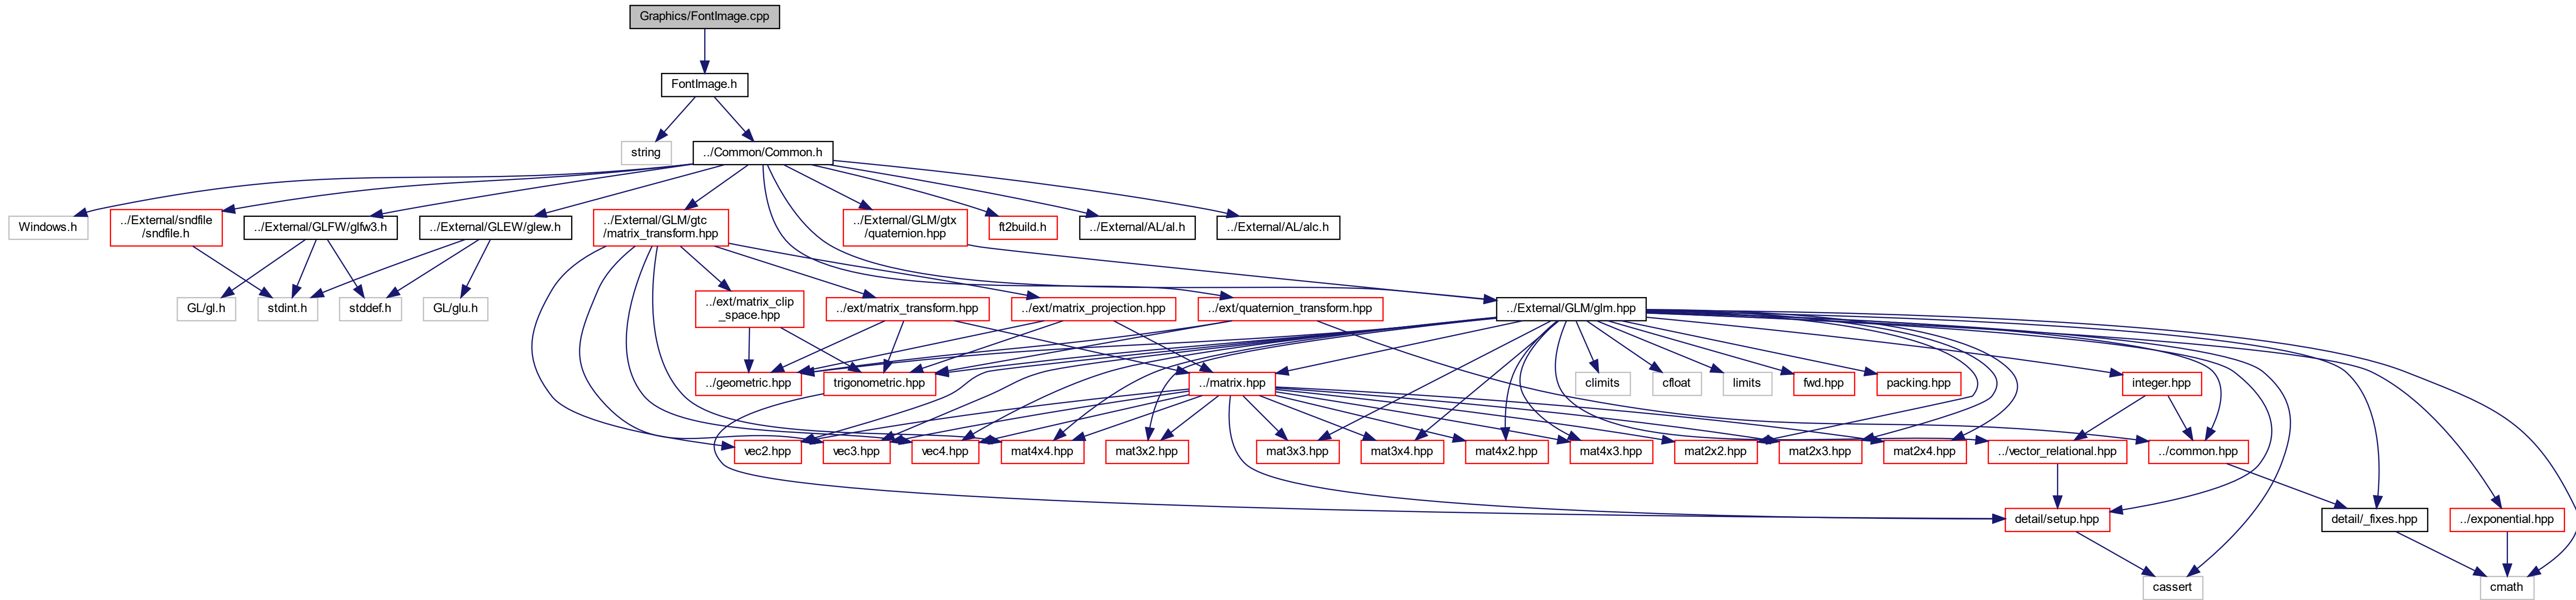 Graphics/FontImage.cpp
FontImage.h
string
../Common/Common.h
Windows.h
../External/sndfile
/sndfile.h
../External/GLFW/glfw3.h
../External/GLEW/glew.h
../External/GLM/gtc
/matrix_transform.hpp
../External/GLM/gtx
/quaternion.hpp
ft2build.h
../External/AL/al.h
../External/AL/alc.h
GL/gl.h
stdint.h
stddef.h
GL/glu.h
../ext/matrix_clip
_space.hpp
../ext/matrix_transform.hpp
../ext/matrix_projection.hpp
../ext/quaternion_transform.hpp
../External/GLM/glm.hpp
../geometric.hpp
trigonometric.hpp
../matrix.hpp
climits
cfloat
limits
fwd.hpp
packing.hpp
integer.hpp
vec2.hpp
vec3.hpp
vec4.hpp
mat4x4.hpp
mat3x2.hpp
mat3x3.hpp
mat3x4.hpp
mat4x2.hpp
mat4x3.hpp
mat2x2.hpp
mat2x3.hpp
mat2x4.hpp
../vector_relational.hpp
../common.hpp
detail/setup.hpp
detail/_fixes.hpp
../exponential.hpp
cassert
cmath